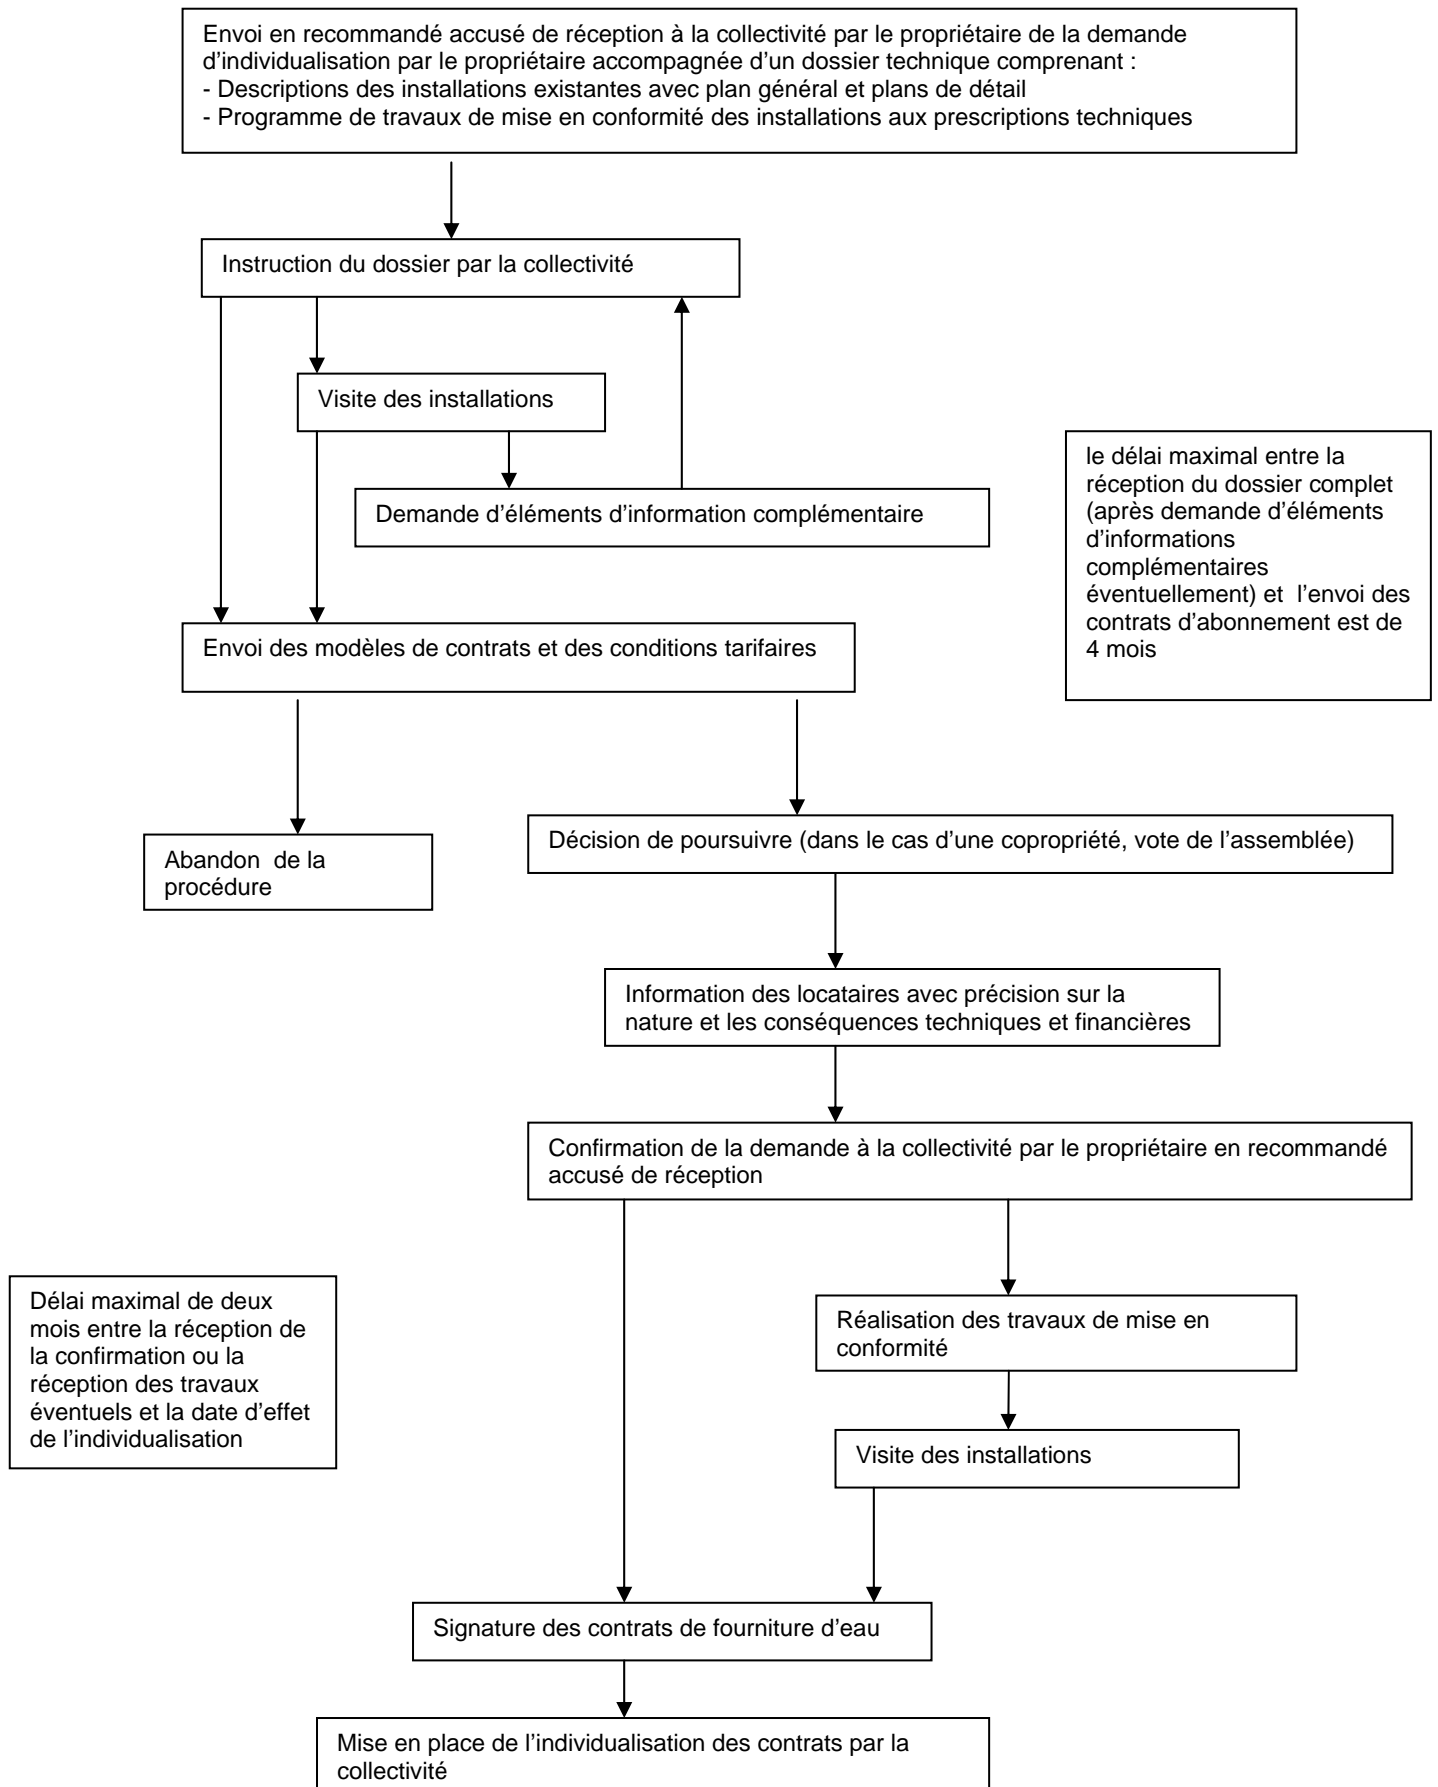 Envoi en recommandé accusé de réception à la collectivité par le propriétaire de la demande
d'individualisation par le propriétaire accompagnée d'un dossier technique comprenant :
- Descriptions des installations existantes avec plan général et plans de détail
- Programme de travaux de mise en conformité des installations aux prescriptions techniques
Instruction du dossier par la collectivité
Visite des installations
Demande d'éléments d'information complémentaire
le délai maximal entre la
réception du dossier complet
(après demande d'éléments
d'informations
complémentaires
éventuellement) et  l'envoi des
contrats d'abonnement est de
4 mois
Envoi des modèles de contrats et des conditions tarifaires
Abandon  de la
procédure
Décision de poursuivre (dans le cas d'une copropriété, vote de l'assemblée)
Information des locataires avec précision sur la
nature et les conséquences techniques et financières
Confirmation de la demande à la collectivité par le propriétaire en recommandé
accusé de réception
Délai maximal de deux
mois entre la réception de
la confirmation ou la
réception des travaux
éventuels et la date d'effet
de l'individualisation
Réalisation des travaux de mise en
conformité
Visite des installations
Signature des contrats de fourniture d'eau
Mise en place de l'individualisation des contrats par la
collectivité